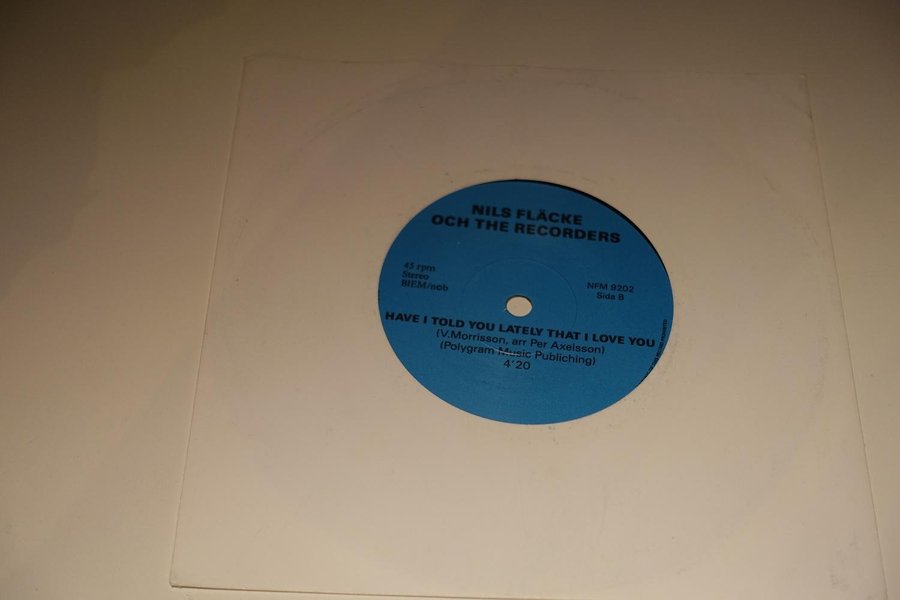 NILS FLÄCKE
OCH THE RECORDERS
45 rpm
Stereo
BIEM/nob
NFM 9202
Sida B
HAVE I TOLD YOU LATELY THAT I LOVE YOU
(V.Morrisson, arr Per Axelsson)
(Polygram Music Publiching)
4'20